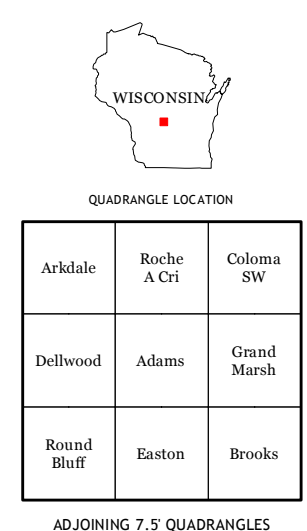 WISCONSIN
QUADRANGLE LOCATION
Arkdale
Roche
A Cri
Coloma
SW
Dellwood
Adams
Grand
Marsh
Round
Bluff
Easton
Brooks
ADJOINING 7.5' QUADRANGLES